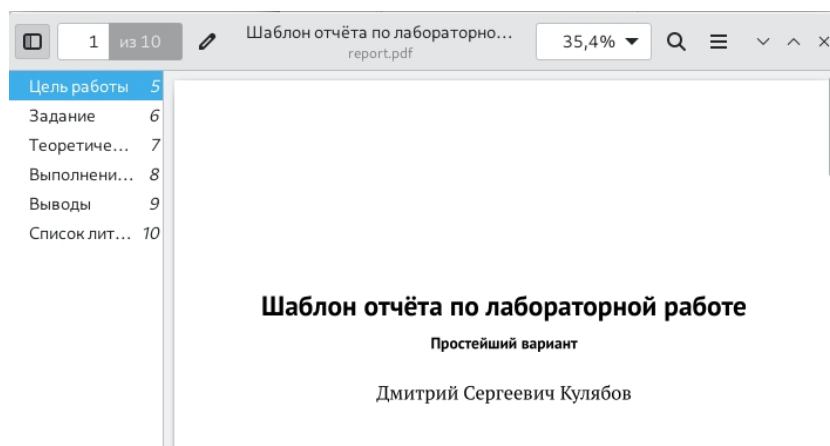 1 из 10 Шаблон отчёта по лабораторно... 35,4%
report.pdf
Цель работы 5
Задание 6
Теоретиче... 7
Выполнени... 8
Выводы 9
Список лит... 10
Шаблон отчёта по лабораторной работе
Простейший вариант
Дмитрий Сергеевич Кулябов